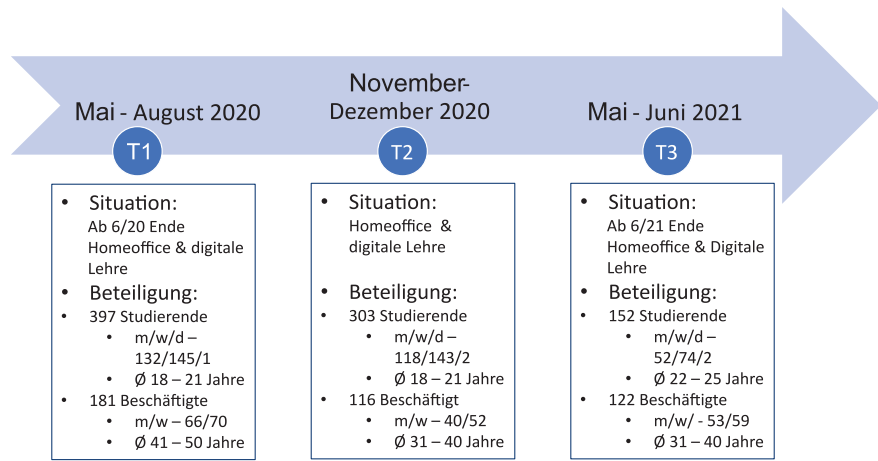 Mai - August 2020
T1
• Situation:
Ab 6/20 Ende
Homeoffice & digitale
Lehre
• Beteiligung:
• 397 Studierende
• m/w/d –
132/145/1
• Ø 18 – 21 Jahre
• 181 Beschäftigte
• m/w – 66/70
• Ø 41 – 50 Jahre
November-
Dezember 2020
T2
• Situation:
Homeoffice &
digitale Lehre
• Beteiligung:
• 303 Studierende
• m/w/d –
118/143/2
• Ø 18 – 21 Jahre
• 116 Beschäftigt
• m/w – 40/52
• Ø 31 – 40 Jahre
Mai - Juni 2021
T3
• Situation:
Ab 6/21 Ende
Homeoffice & Digitale
Lehre
• Beteiligung:
• 152 Studierende
• m/w/d –
52/74/2
• Ø 22 – 25 Jahre
• 122 Beschäftigte
• m/w/ - 53/59
• Ø 31 – 40 Jahre